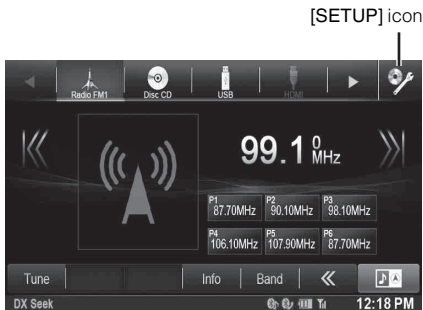 [SETUP] icon
Radio FM1 Disc CD USB HDMI
99.10 MHz
P1 87.70MHz P2 90.10MHz P3 98.10MHz
P4 106.10MHz P5 107.90MHz P6 87.70MHz
Tune Info Band
DX Seek 12:18 PM